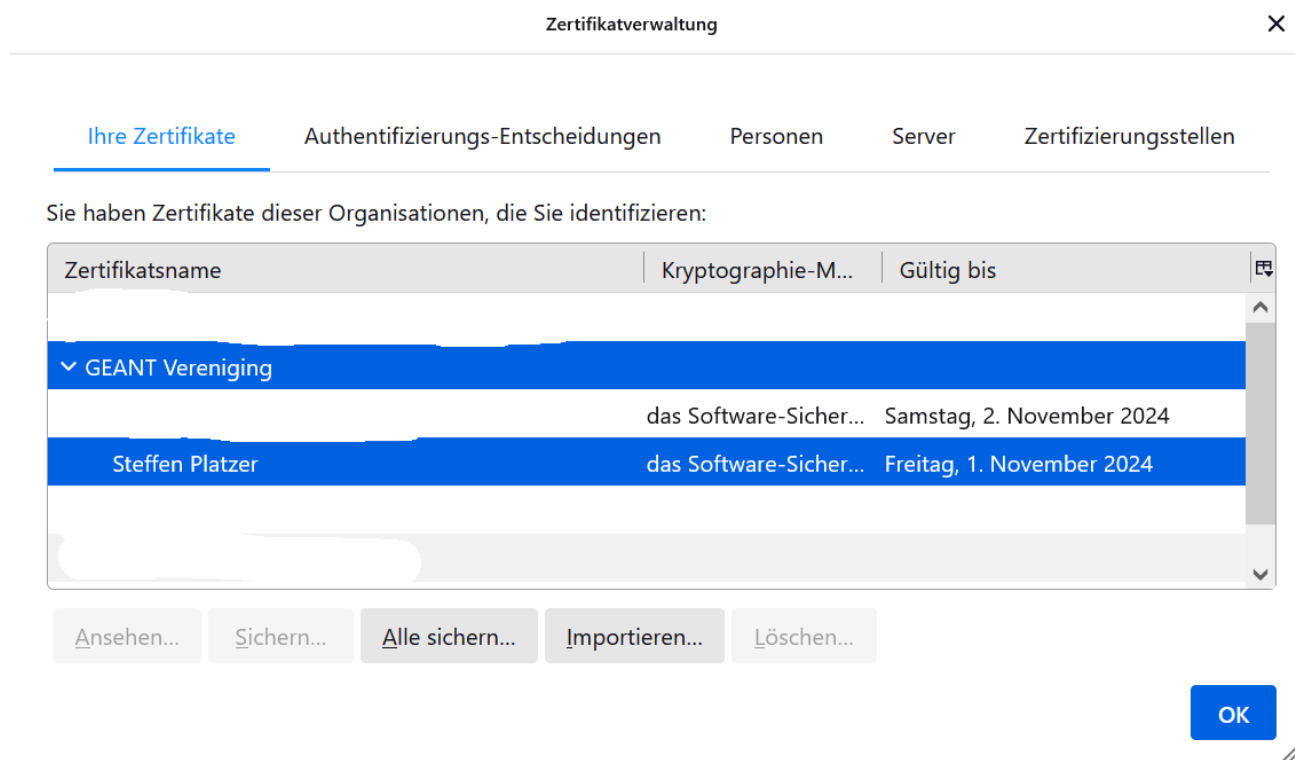 Zertifikatverwaltung
Ihre Zertifikate Authentifizierungs-Entscheidungen Personen Server Zertifizierungsstellen
Sie haben Zertifikate dieser Organisationen, die Sie identifizieren:
Zertifikatsname Kryptographie-M... Gültig bis
GEANT Vereniging
das Software-Sicher... Samstag, 2. November 2024
Steffen Platzer das Software-Sicher... Freitag, 1. November 2024
Ansehen... Sichern... Alle sichern... Importieren... Löschen...
OK